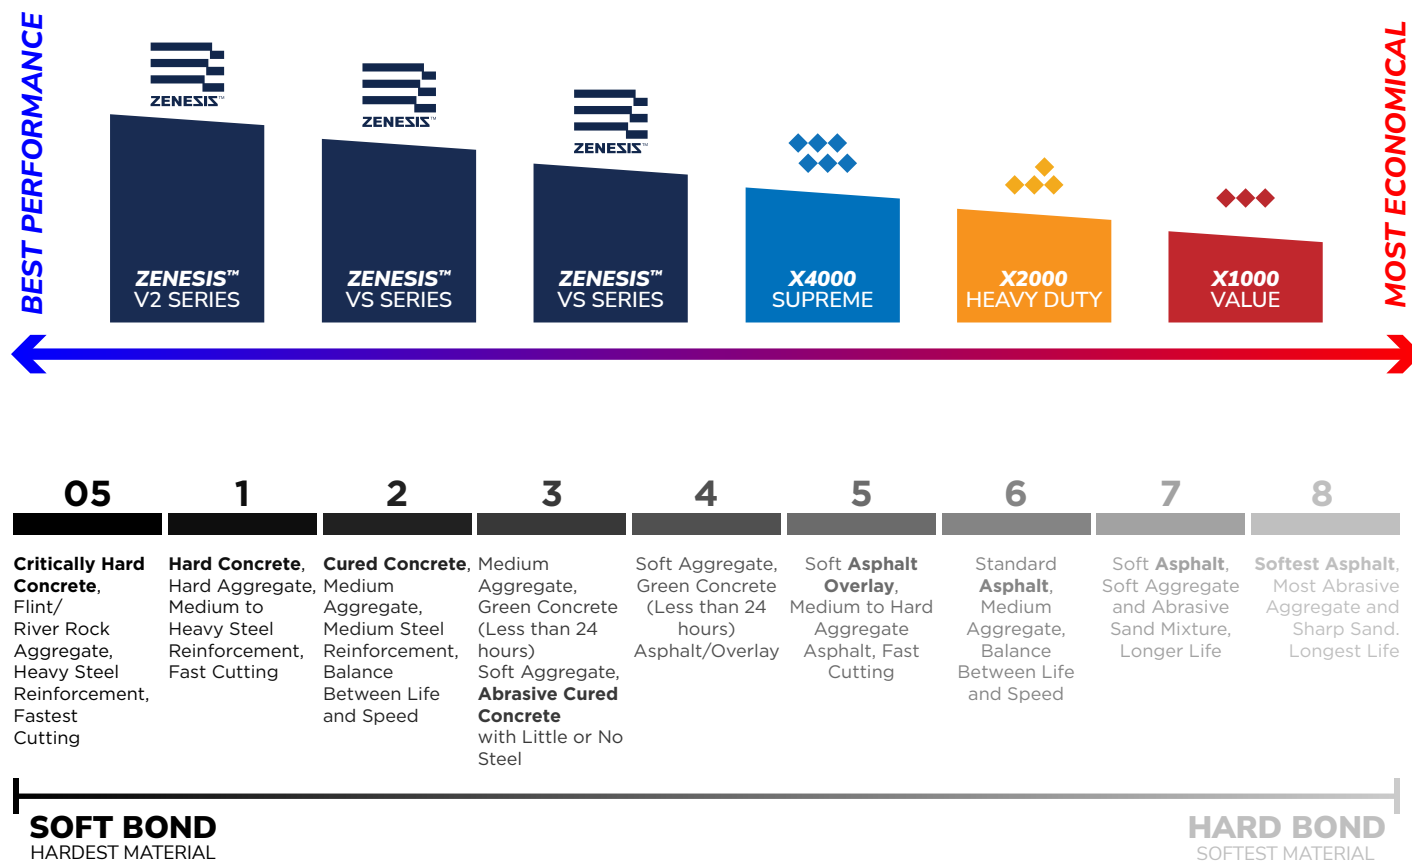 BEST PERFORMANCE
MOST ECONOMICAL
ZENESIS™
ZENESIS™
ZENESIS™
ZENESIS™
V2 SERIES
ZENESIS™
VS SERIES
ZENESIS™
VS SERIES
X4000
SUPREME
X2000
HEAVY DUTY
X1000
VALUE
05
Critically Hard
Concrete,
Flint/
River Rock
Aggregate,
Heavy Steel
Reinforcement,
Fastest
Cutting
1
Hard Concrete,
Hard Aggregate,
Medium to
Heavy Steel
Reinforcement,
Fast Cutting
2
Cured Concrete,
Medium
Aggregate,
Medium Steel
Reinforcement,
Balance
Between Life
and Speed
3
Medium
Aggregate,
Green Concrete
(Less than 24
hours)
Soft Aggregate,
Abrasive Cured
Concrete
with Little or No
Steel
4
Soft Aggregate,
Green Concrete
(Less than 24
hours)
Asphalt/Overlay
5
Soft Asphalt
Overlay,
Medium to Hard
Aggregate
Asphalt, Fast
Cutting
6
Standard
Asphalt,
Medium
Aggregate,
Balance
Between Life
and Speed
7
Soft Asphalt,
Soft Aggregate
and Abrasive
Sand Mixture,
Longer Life
8
Softest Asphalt,
Most Abrasive
Aggregate and
Sharp Sand.
Longest Life
SOFT BOND
HARDEST MATERIAL
HARD BOND
SOFTEST MATERIAL